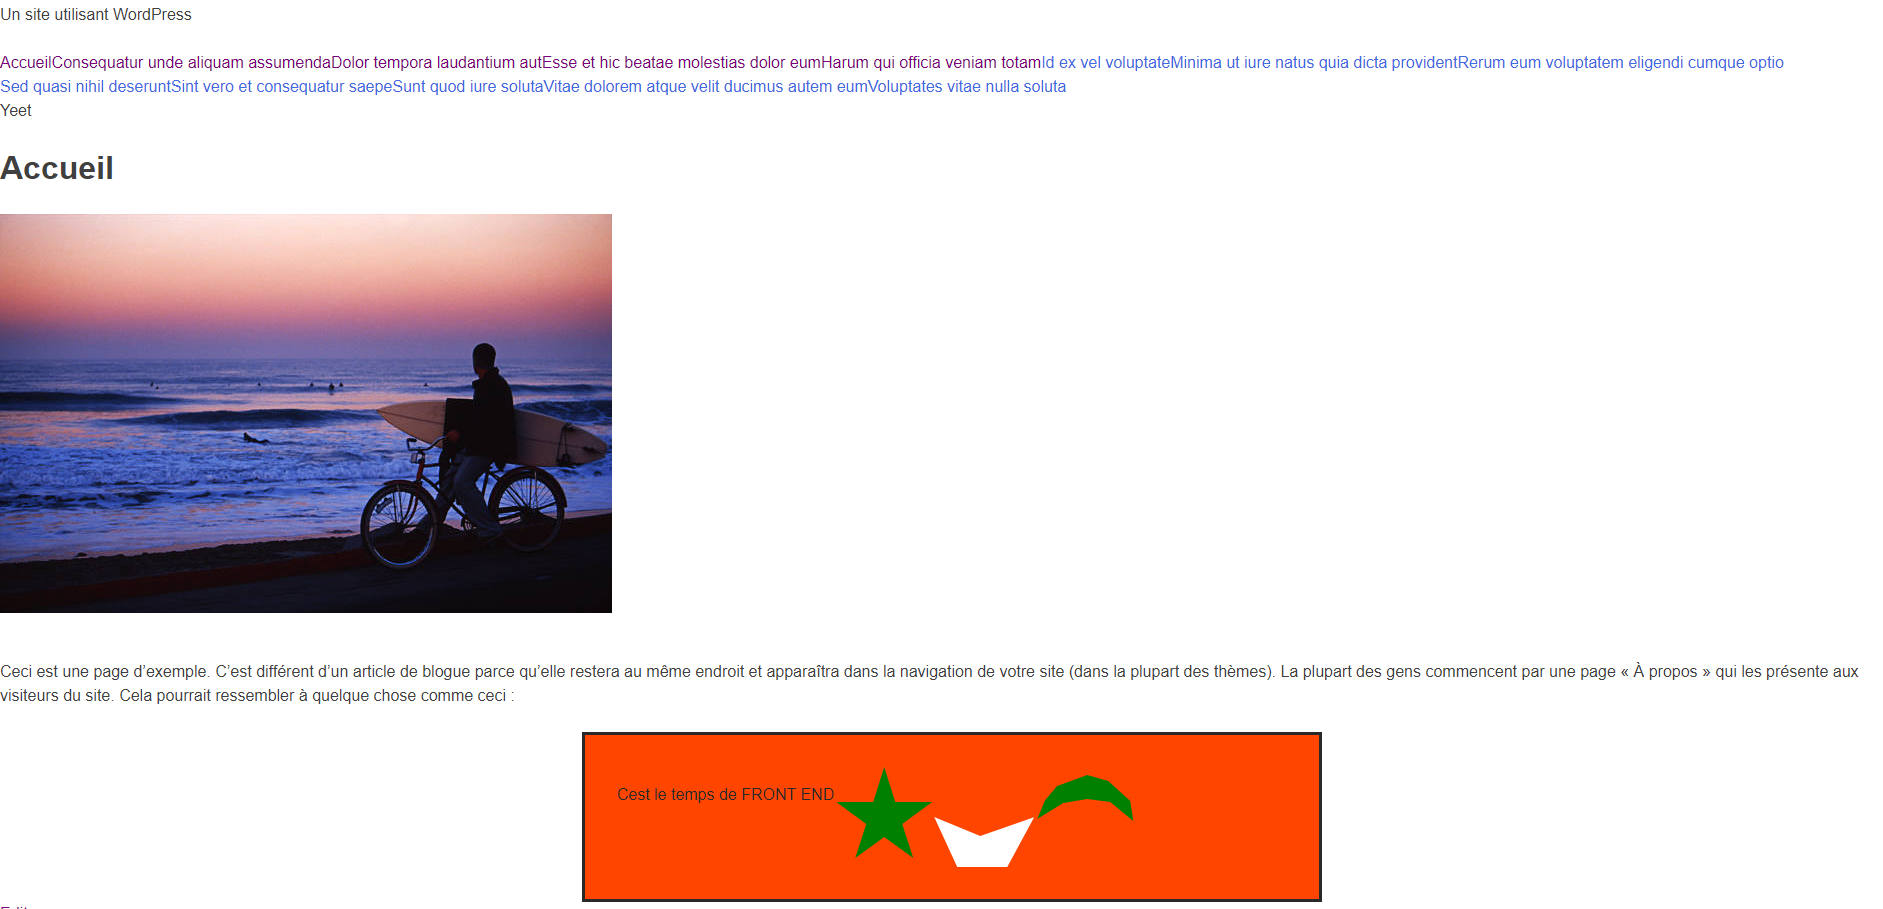 Un site utilisant WordPress
AccueilConsequatur unde aliquam assumendaDolor tempora laudantium autEsse et hic beatae molestias dolor eumHarum qui officia veniam totamId ex vel voluptateMinima ut iure natus quia dicta providentRerum eum voluptatem eligendi cumque optio
Sed quasi nihil deseruntSint vero et consequatur saepeSunt quod iure solutaVitae dolorem atque velit ducimus autem eumVoluptates vitae nulla soluta
Yeet
Accueil
Ceci est une page d’exemple. C’est différent d’un article de blogue parce qu’elle restera au même endroit et apparaîtra dans la navigation de votre site (dans la plupart des thèmes). La plupart des gens commencent par une page « À propos » qui les présente aux
visiteurs du site. Cela pourrait ressembler à quelque chose comme ceci :
Cest le temps de FRONT END